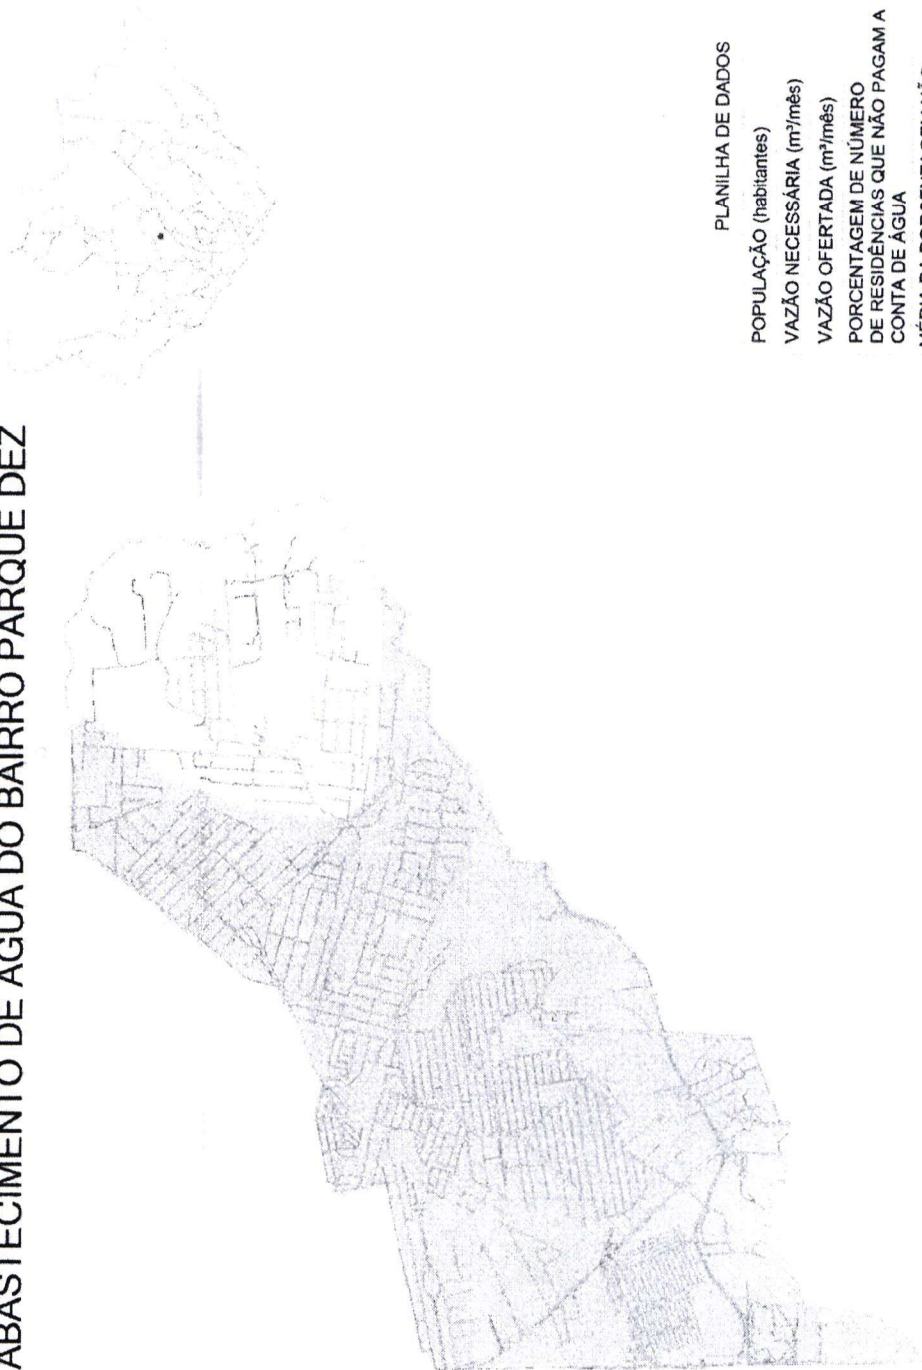 ABASTECIMENTO DE AGUA DO BAIRRO PARQUE DEZ
PLANILHA DE DADOS
POPULAÇÃO (habitantes)
VAZÃO NECESSÁRIA (m³/mês)
VAZÃO OFERTADA (m³/mês)
PORCENTAGEM DE NÚMERO
DE RESIDÊNCIAS QUE NÃO PAGAM A
CONTA DE ÁGUA